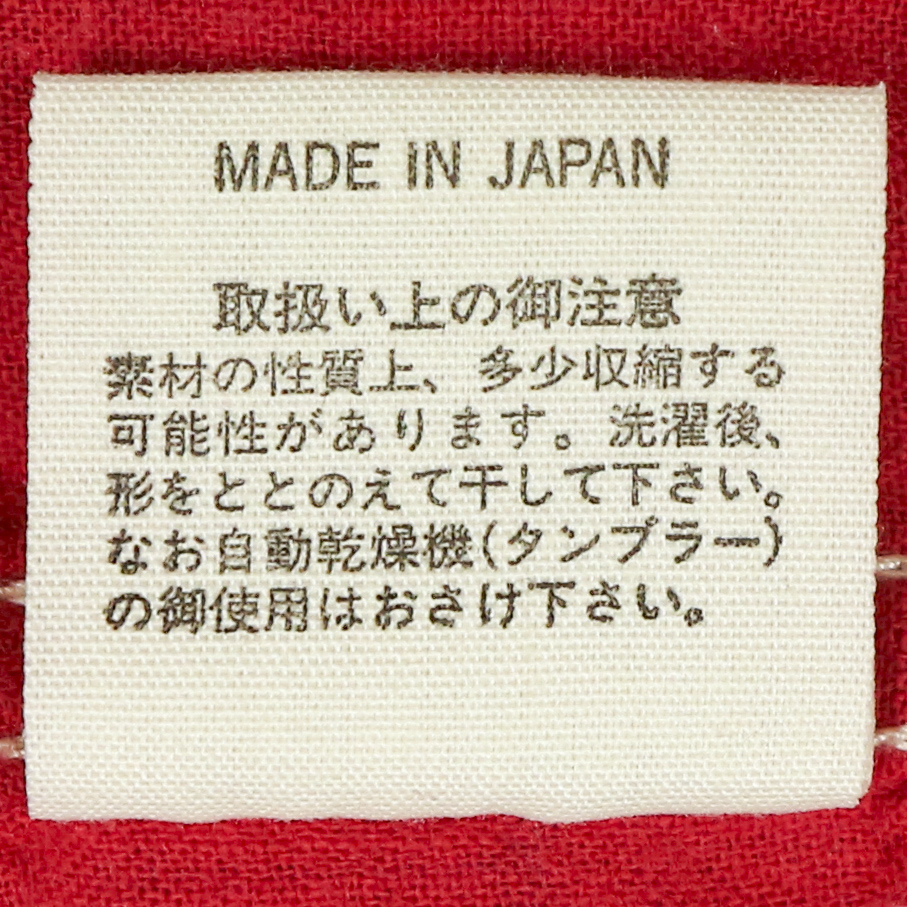 MADE IN JAPAN
取扱い上の御注意
素材の性質上、多少収縮する
可能性があります。洗濯後、
形をととのえて干して下さい。
なお自動乾燥機(タンブラー)
の御使用はおさけ下さい。